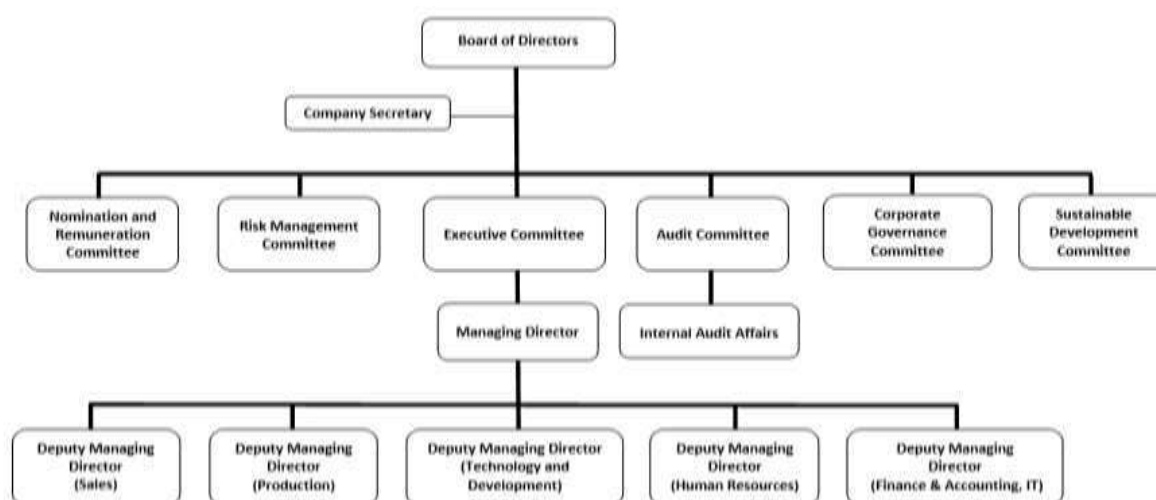 Board of Directors
Company Secretary
Nomination and
Remuneration
Committee
Risk Management
Committee
Executive Committee
Audit Committee
Corporate
Governance
Committee
Sustainable
Development
Committee
Managing Director
Internal Audit Affairs
Deputy Managing
Director
(Sales)
Deputy Managing
Director
(Production)
Deputy Managing Director
(Technology and
Development)
Deputy Managing
Director
(Human Resources)
Deputy Managing
Director
(Finance & Accounting, IT)